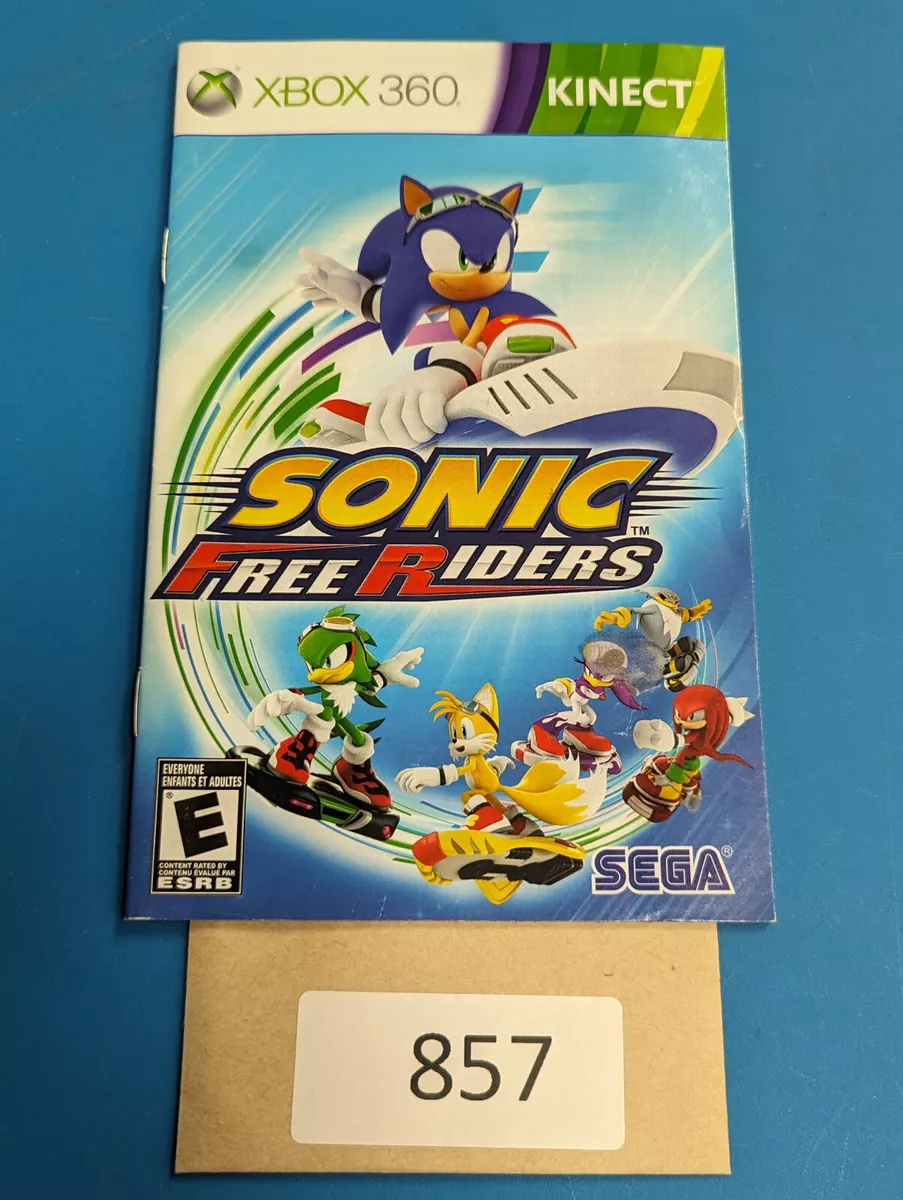 XBOX 360
KINECT
SONIC
TM
FREE RIDERS
EVERYONE
ENFANTS ET ADULTES
®
E
CONTENT RATED BY
CONTENU ÉVALUÉ PAR
ESRB
SEGA®
857